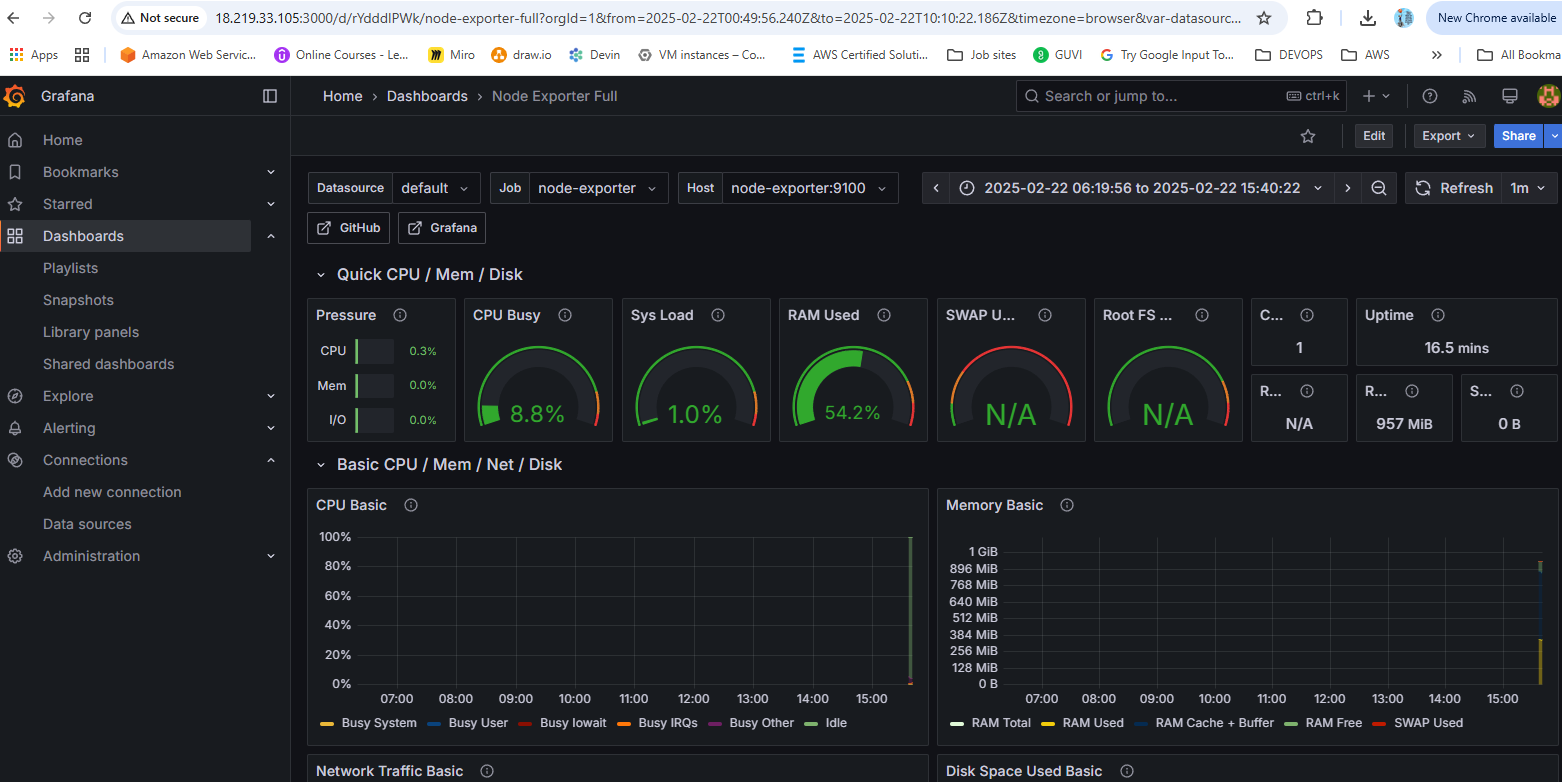 Not secure 18.219.33.105:3000/d/rYdddlPWk/node-exporter-full?orgId=1&from=2025-02-22T00:49:56.240Z&to=2025-02-22T10:10:22.186Z&timezone=browser&var-datasourc... New Chrome available
Apps Amazon Web Servic... Online Courses - Le... Miro draw.io Devin VM instances – Co... AWS Certified Soluti... Job sites GUVI Try Google Input To... DEVOPS AWS » All Bookma
Grafana Home › Dashboards › Node Exporter Full Search or jump to... ctrl+k
Edit Export Share
Home
Bookmarks
Starred
Dashboards
Playlists
Snapshots
Library panels
Shared dashboards
Explore
Alerting
Connections
Add new connection
Data sources
Administration
Datasource default Job node-exporter Host node-exporter:9100 2025-02-22 06:19:56 to 2025-02-22 15:40:22 Refresh 1m
GitHub Grafana
Quick CPU / Mem / Disk
Pressure
CPU 0.3%
Mem 0.0%
I/O 0.0%
CPU Busy
8.8%
Sys Load
1.0%
RAM Used
54.2%
SWAP U...
N/A
Root FS ...
N/A
C...
1
Uptime
16.5 mins
R...
N/A
R...
957 MiB
S...
0 B
Basic CPU / Mem / Net / Disk
CPU Basic
100%
80%
60%
40%
20%
0%
07:00 08:00 09:00 10:00 11:00 12:00 13:00 14:00 15:00
Busy System Busy User Busy Iowait Busy IRQs Busy Other Idle
Memory Basic
1 GiB
896 MiB
768 MiB
640 MiB
512 MiB
384 MiB
256 MiB
128 MiB
0 B
07:00 08:00 09:00 10:00 11:00 12:00 13:00 14:00 15:00
RAM Total RAM Used RAM Cache + Buffer RAM Free SWAP Used
Network Traffic Basic
Disk Space Used Basic